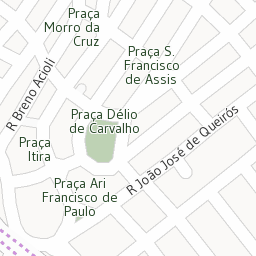 Praça
Morro da
Cruz
Praça S.
Francisco
de Assis
R Breno Acioli
Praça Délio
de Carvalho
Praça
Itira
R João José de Queirós
Praça Ari
Francisco de
Paulo